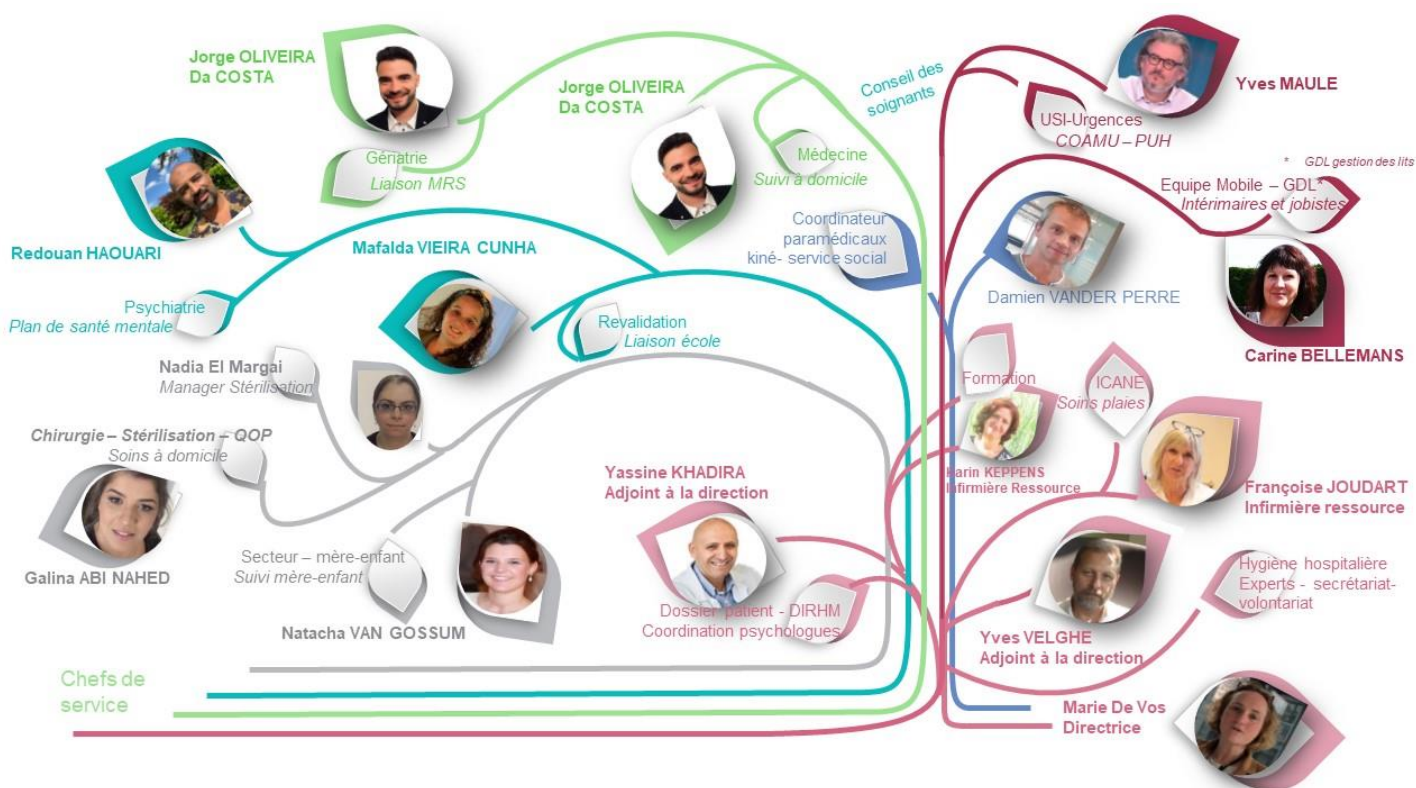 Jorge OLIVEIRA
Da COSTA
Gériatrie
Liaison MRS
Redouan HAOUARI
Psychiatrie
Plan de santé mentale
Jorge OLIVEIRA
Da COSTA
Médecine
Suivi à domicile
Conseil des
soignants
Mafalda VIEIRA CUNHA
Revalidation
Liaison école
Coordinateur
paramédicaux
kiné- service social
Yves MAULE
USI-Urgences
COAMU – PUH
* GDL gestion des lits
Equipe Mobile – GDL*
Intérimaires et jobistes
Damien VANDER PERRE
Carine BELLEMANS
Nadia El Margai
Manager Stérilisation
Chirurgie – Stérilisation – QOP
Soins à domicile
Galina ABI NAHED
Secteur – mère-enfant
Suivi mère-enfant
Natacha VAN GOSSUM
Yassine KHADIRA
Adjoint à la direction
Dossier patient - DIRHM
Coordination psychologues
Formation
Karin KEPPENS
Infirmière Ressource
ICANE
Soins plaies
Françoise JOUDART
Infirmière ressource
Hygiène hospitalière
Experts - secrétariat-
volontariat
Yves VELGHE
Adjoint à la direction
Marie De Vos
Directrice
Chefs de
service